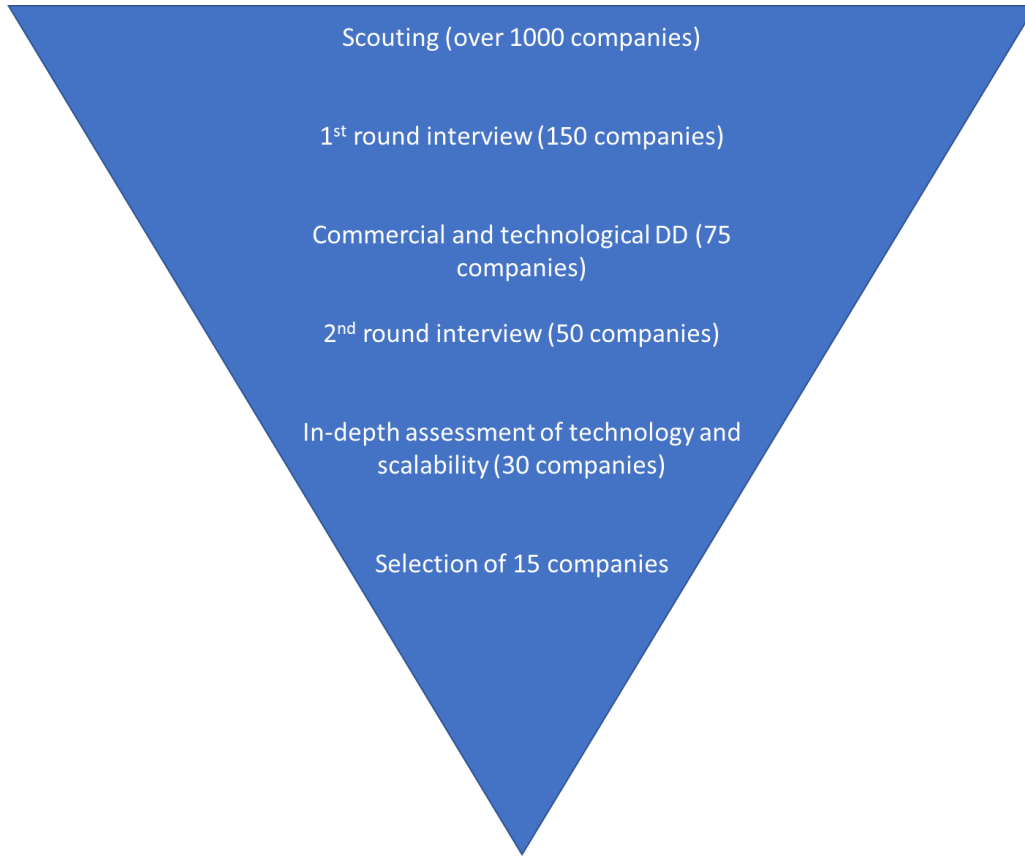 Scouting (over 1000 companies)
1st round interview (150 companies)
Commercial and technological DD (75
companies)
2nd round interview (50 companies)
In-depth assessment of technology and
scalability (30 companies)
Selection of 15 companies